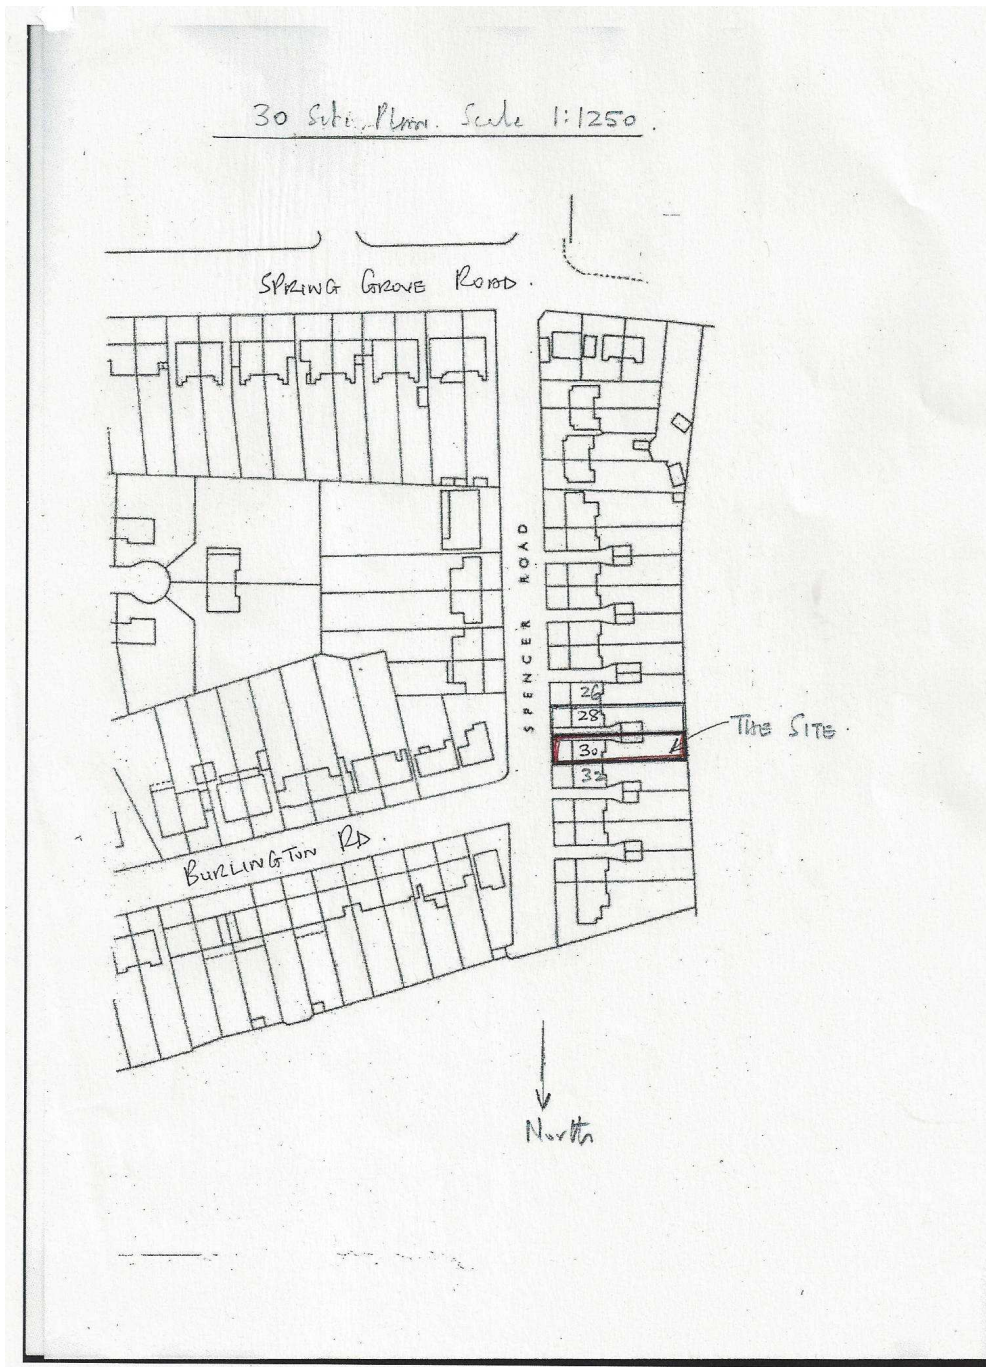 30 Site Plan. Scale 1:1250.
SPRING GROVE ROAD.
SPENCER ROAD
26
28
THE SITE.
30
32
BURLINGTON RD.
North